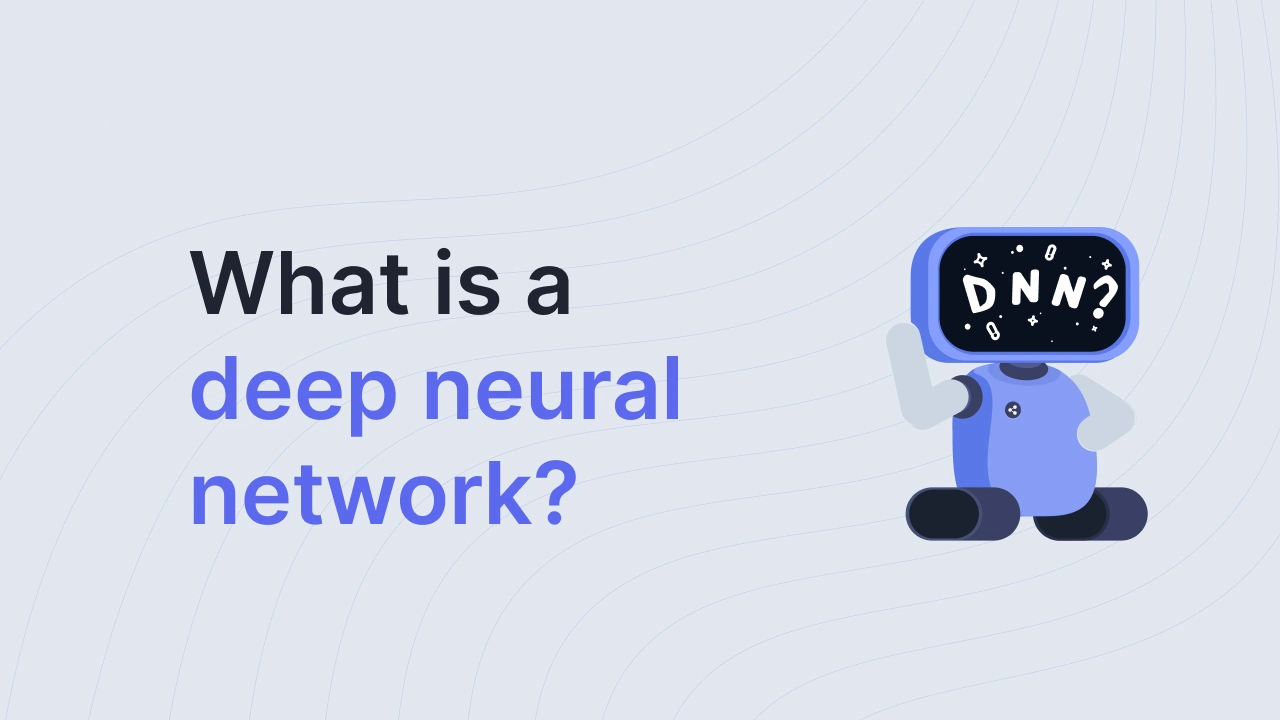 What is a
deep neural
network?
DNN?